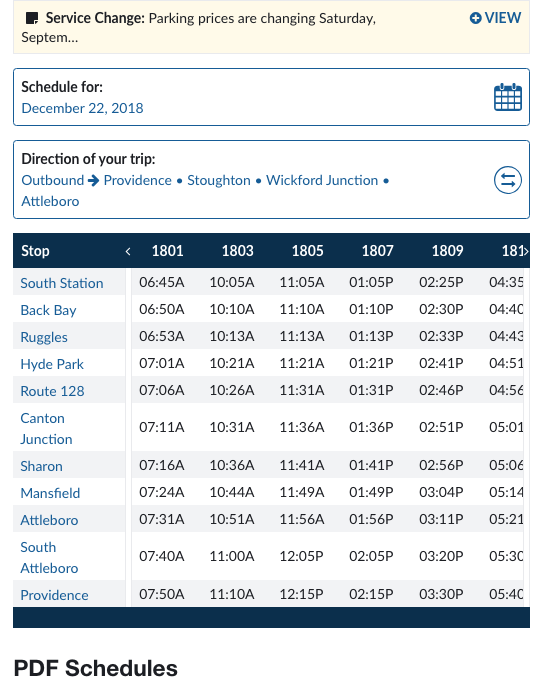 Service Change: Parking prices are changing Saturday,
Septem...
VIEW
Schedule for:
December 22, 2018
Direction of your trip:
Outbound → Providence • Stoughton • Wickford Junction •
Attleboro
Stop < 1801 1803 1805 1807 1809 181 >
South Station 06:45A 10:05A 11:05A 01:05P 02:25P 04:35
Back Bay 06:50A 10:10A 11:10A 01:10P 02:30P 04:40
Ruggles 06:53A 10:13A 11:13A 01:13P 02:33P 04:43
Hyde Park 07:01A 10:21A 11:21A 01:21P 02:41P 04:51
Route 128 07:06A 10:26A 11:31A 01:31P 02:46P 04:56
Canton
Junction 07:11A 10:31A 11:36A 01:36P 02:51P 05:01
Sharon 07:16A 10:36A 11:41A 01:41P 02:56P 05:06
Mansfield 07:24A 10:44A 11:49A 01:49P 03:04P 05:14
Attleboro 07:31A 10:51A 11:56A 01:56P 03:11P 05:21
South
Attleboro 07:40A 11:00A 12:05P 02:05P 03:20P 05:30
Providence 07:50A 11:10A 12:15P 02:15P 03:30P 05:40
PDF Schedules